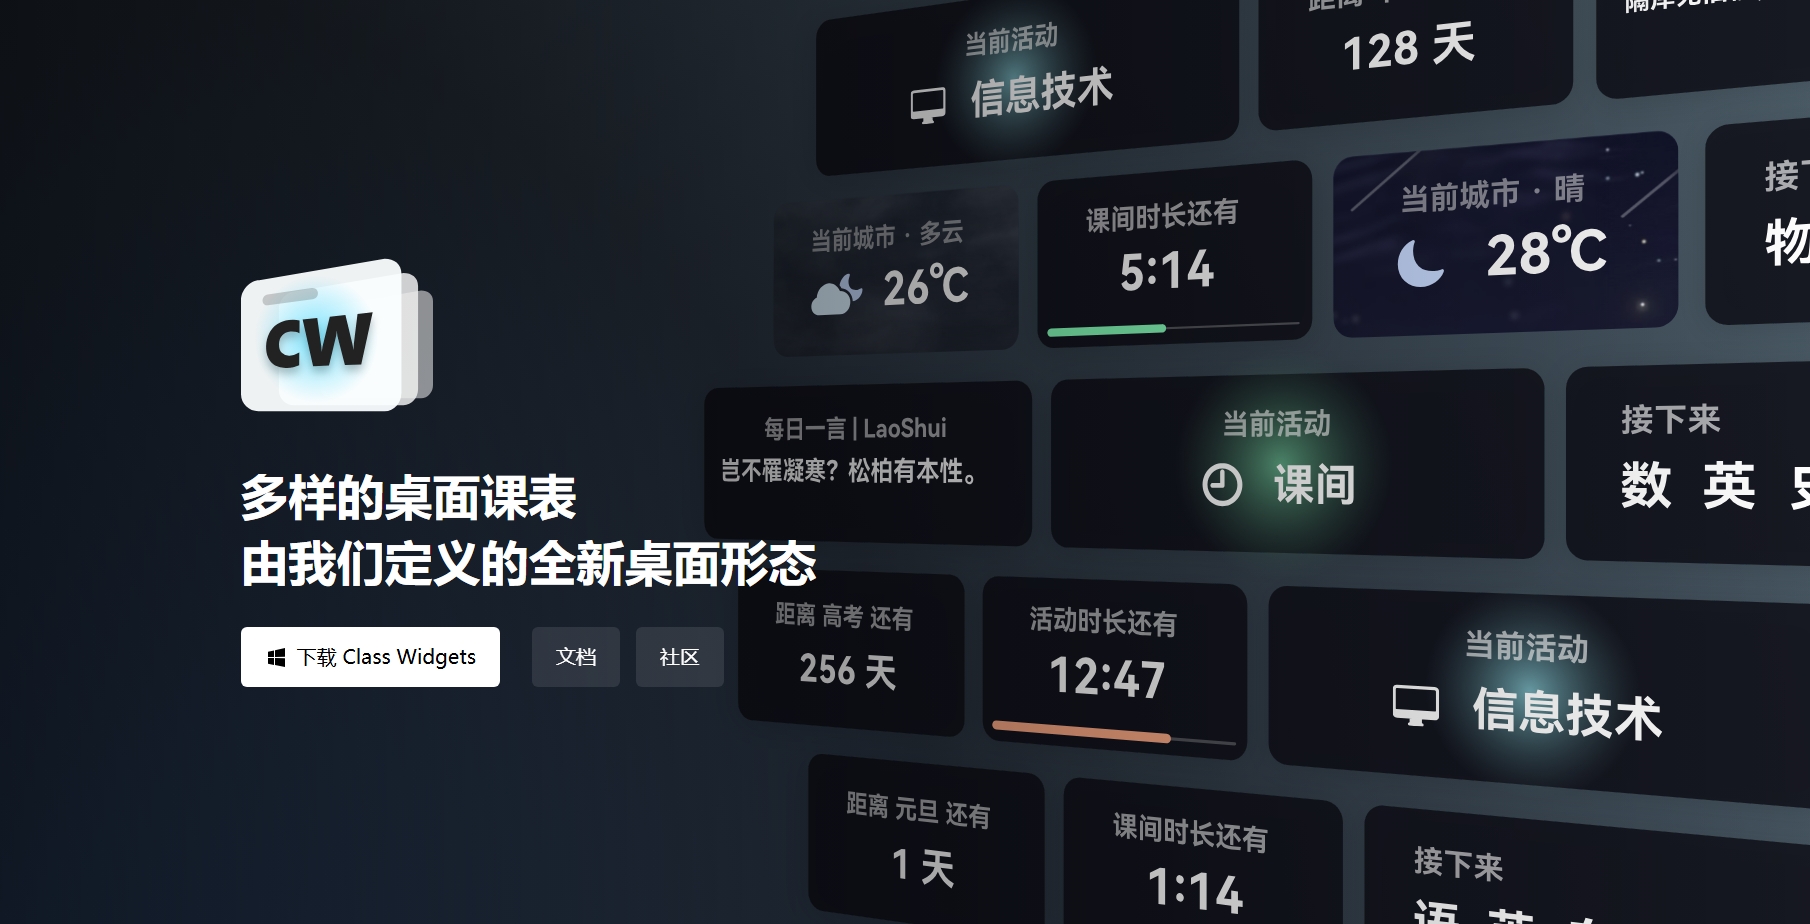 CW
多样的桌面课表
由我们定义的全新桌面形态
下载 Class Widgets
文档
社区
当前活动
信息技术
128 天
当前城市 · 多云
26℃
课间时长还有
5:14
当前城市 · 晴
28℃
接下
物
每日一言 | LaoShui
岂不罹凝寒？松柏有本性。
当前活动
课间
接下来
数 英 史
距离 高考 还有
256 天
活动时长还有
12:47
当前活动
信息技术
距离 元旦 还有
1 天
课间时长还有
1:14
接下来
语 英